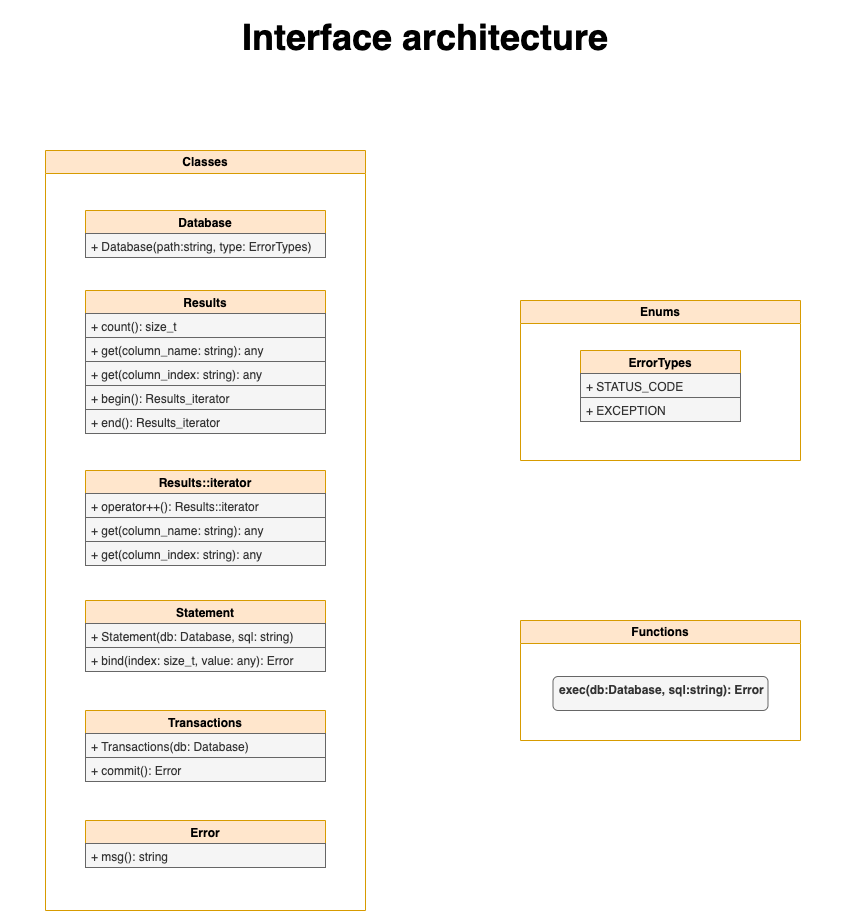 Interface architecture
Classes
Database
+ Database(path:string, type: ErrorTypes)
Results
+ count(): size_t
+ get(column_name: string): any
+ get(column_index: string): any
+ begin(): Results_iterator
+ end(): Results_iterator
Results::iterator
+ operator++(): Results::iterator
+ get(column_name: string): any
+ get(column_index: string): any
Statement
+ Statement(db: Database, sql: string)
+ bind(index: size_t, value: any): Error
Transactions
+ Transactions(db: Database)
+ commit(): Error
Error
+ msg(): string
Enums
ErrorTypes
+ STATUS_CODE
+ EXCEPTION
Functions
exec(db:Database, sql:string): Error